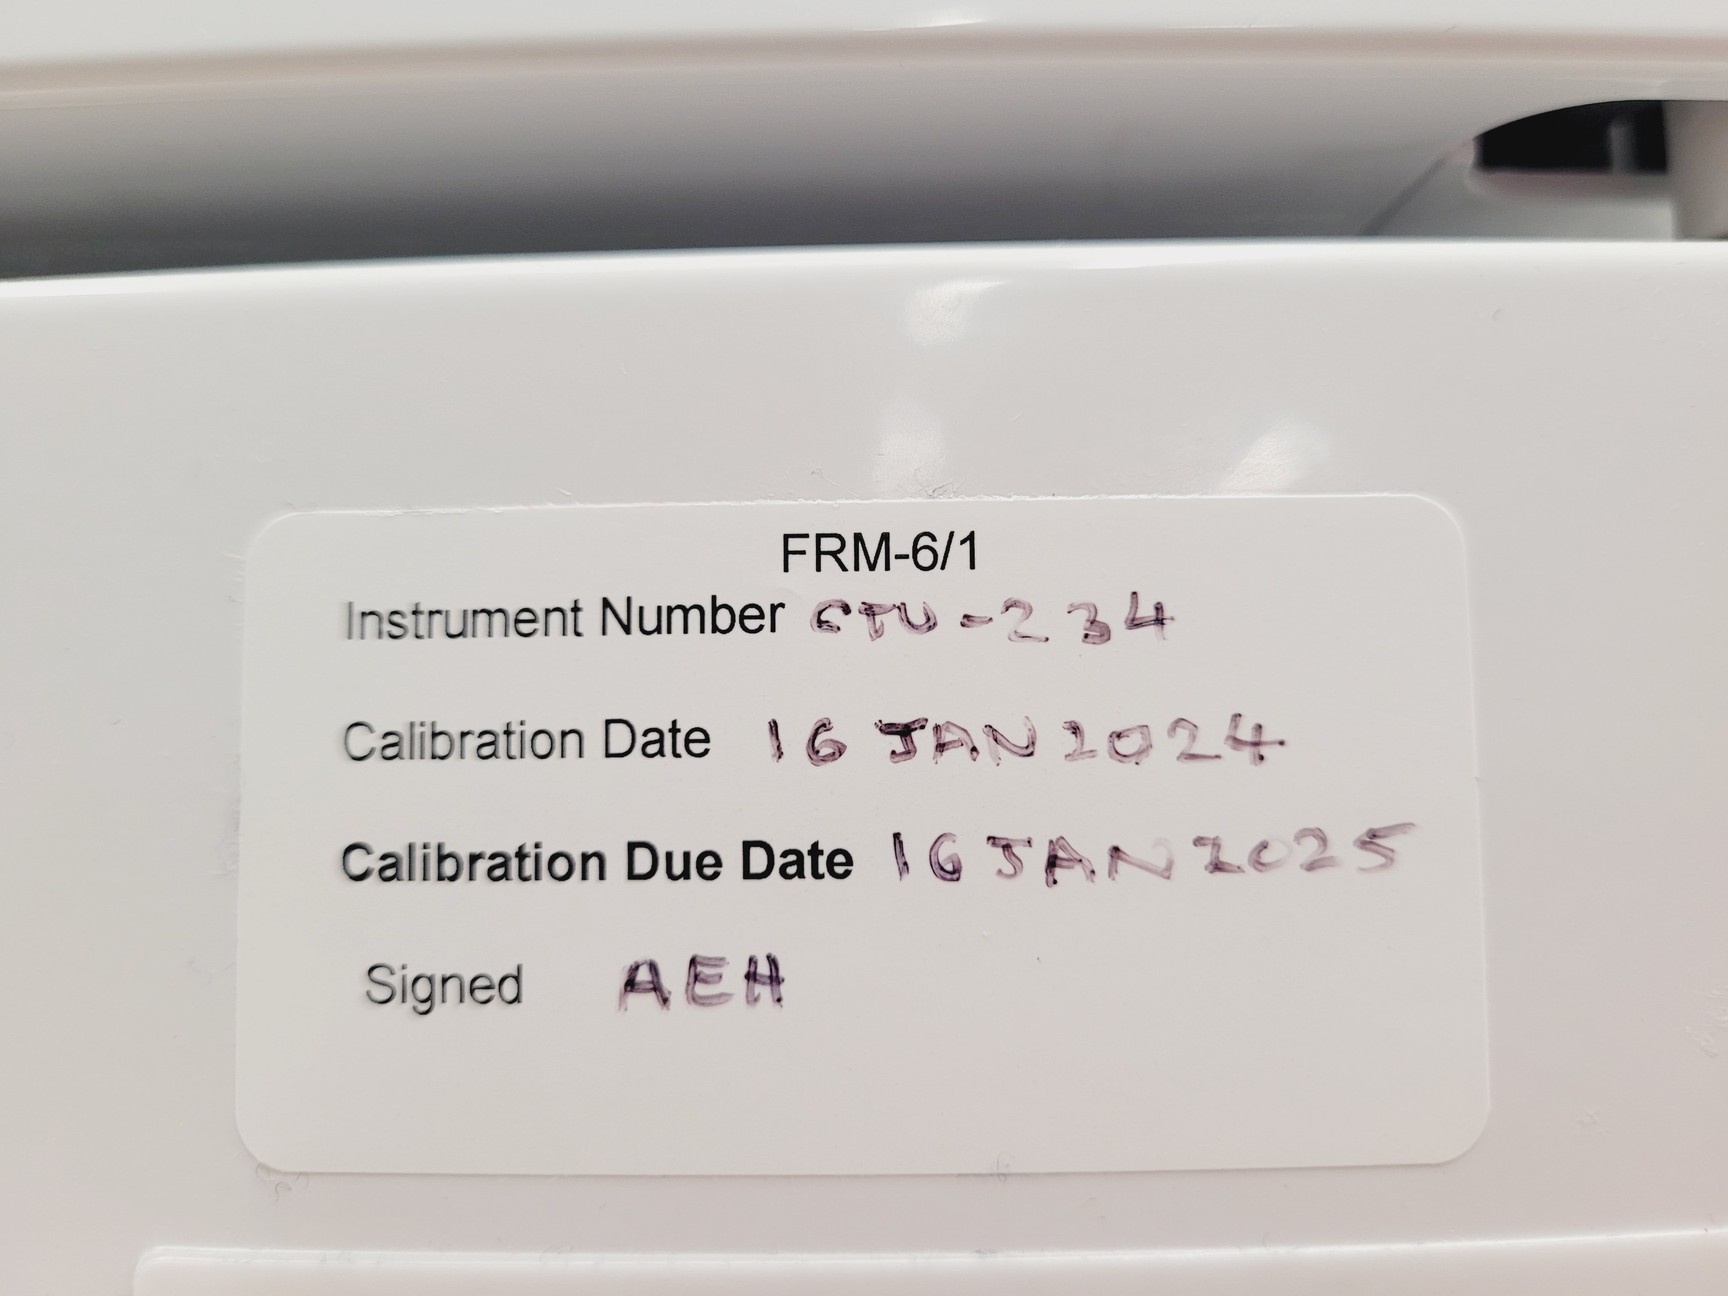 FRM-6/1
Instrument Number CTU-234
Calibration Date 16 JAN 2024
Calibration Due Date 16 JAN 2025
Signed AEH